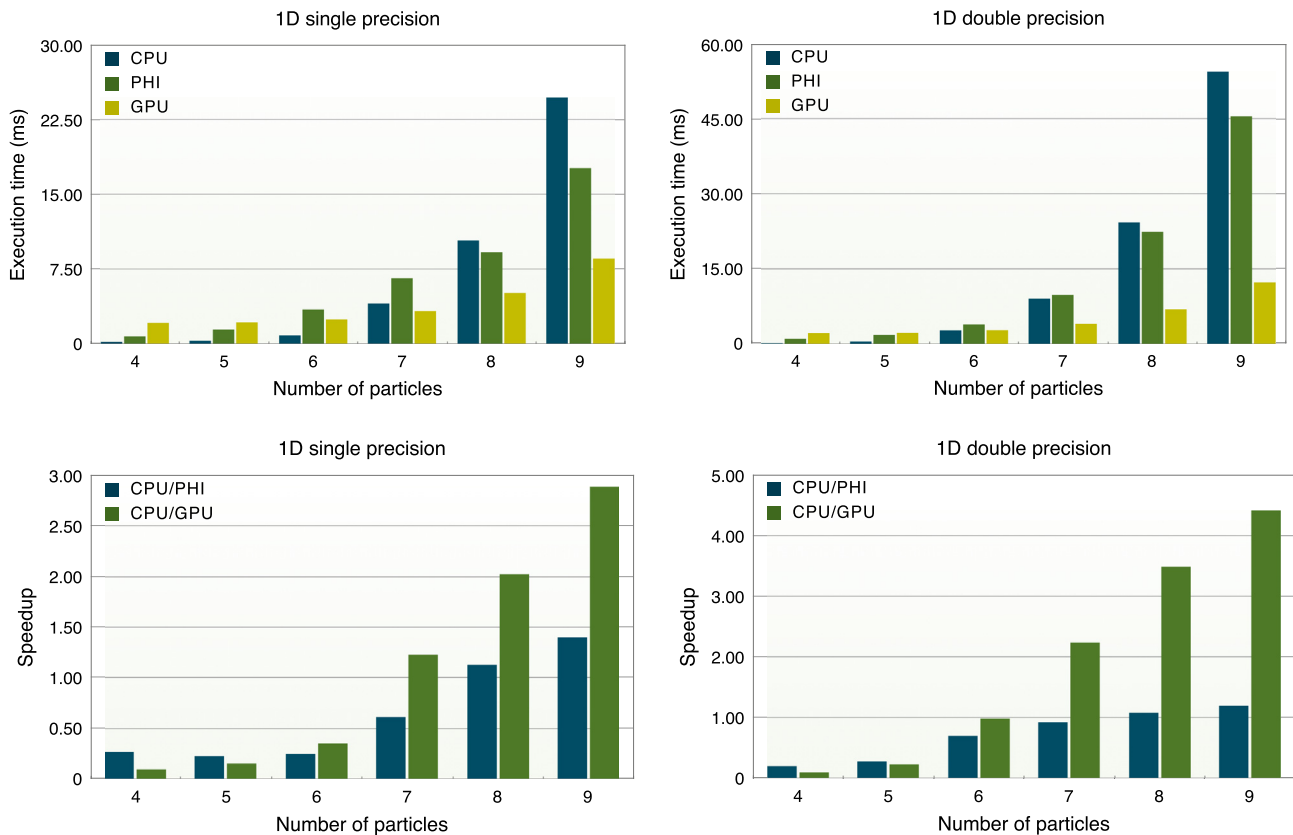 1D single precision
30.00
22.50
15.00
7.50
0
Execution time (ms)
CPU
PHI
GPU
4 5 6 7 8 9
Number of particles
1D double precision
60.00
45.00
30.00
15.00
0
Execution time (ms)
CPU
PHI
GPU
4 5 6 7 8 9
Number of particles
1D single precision
3.00
2.50
2.00
1.50
1.00
0.50
0
Speedup
CPU/PHI
CPU/GPU
4 5 6 7 8 9
Number of particles
1D double precision
5.00
4.00
3.00
2.00
1.00
0
Speedup
CPU/PHI
CPU/GPU
4 5 6 7 8 9
Number of particles